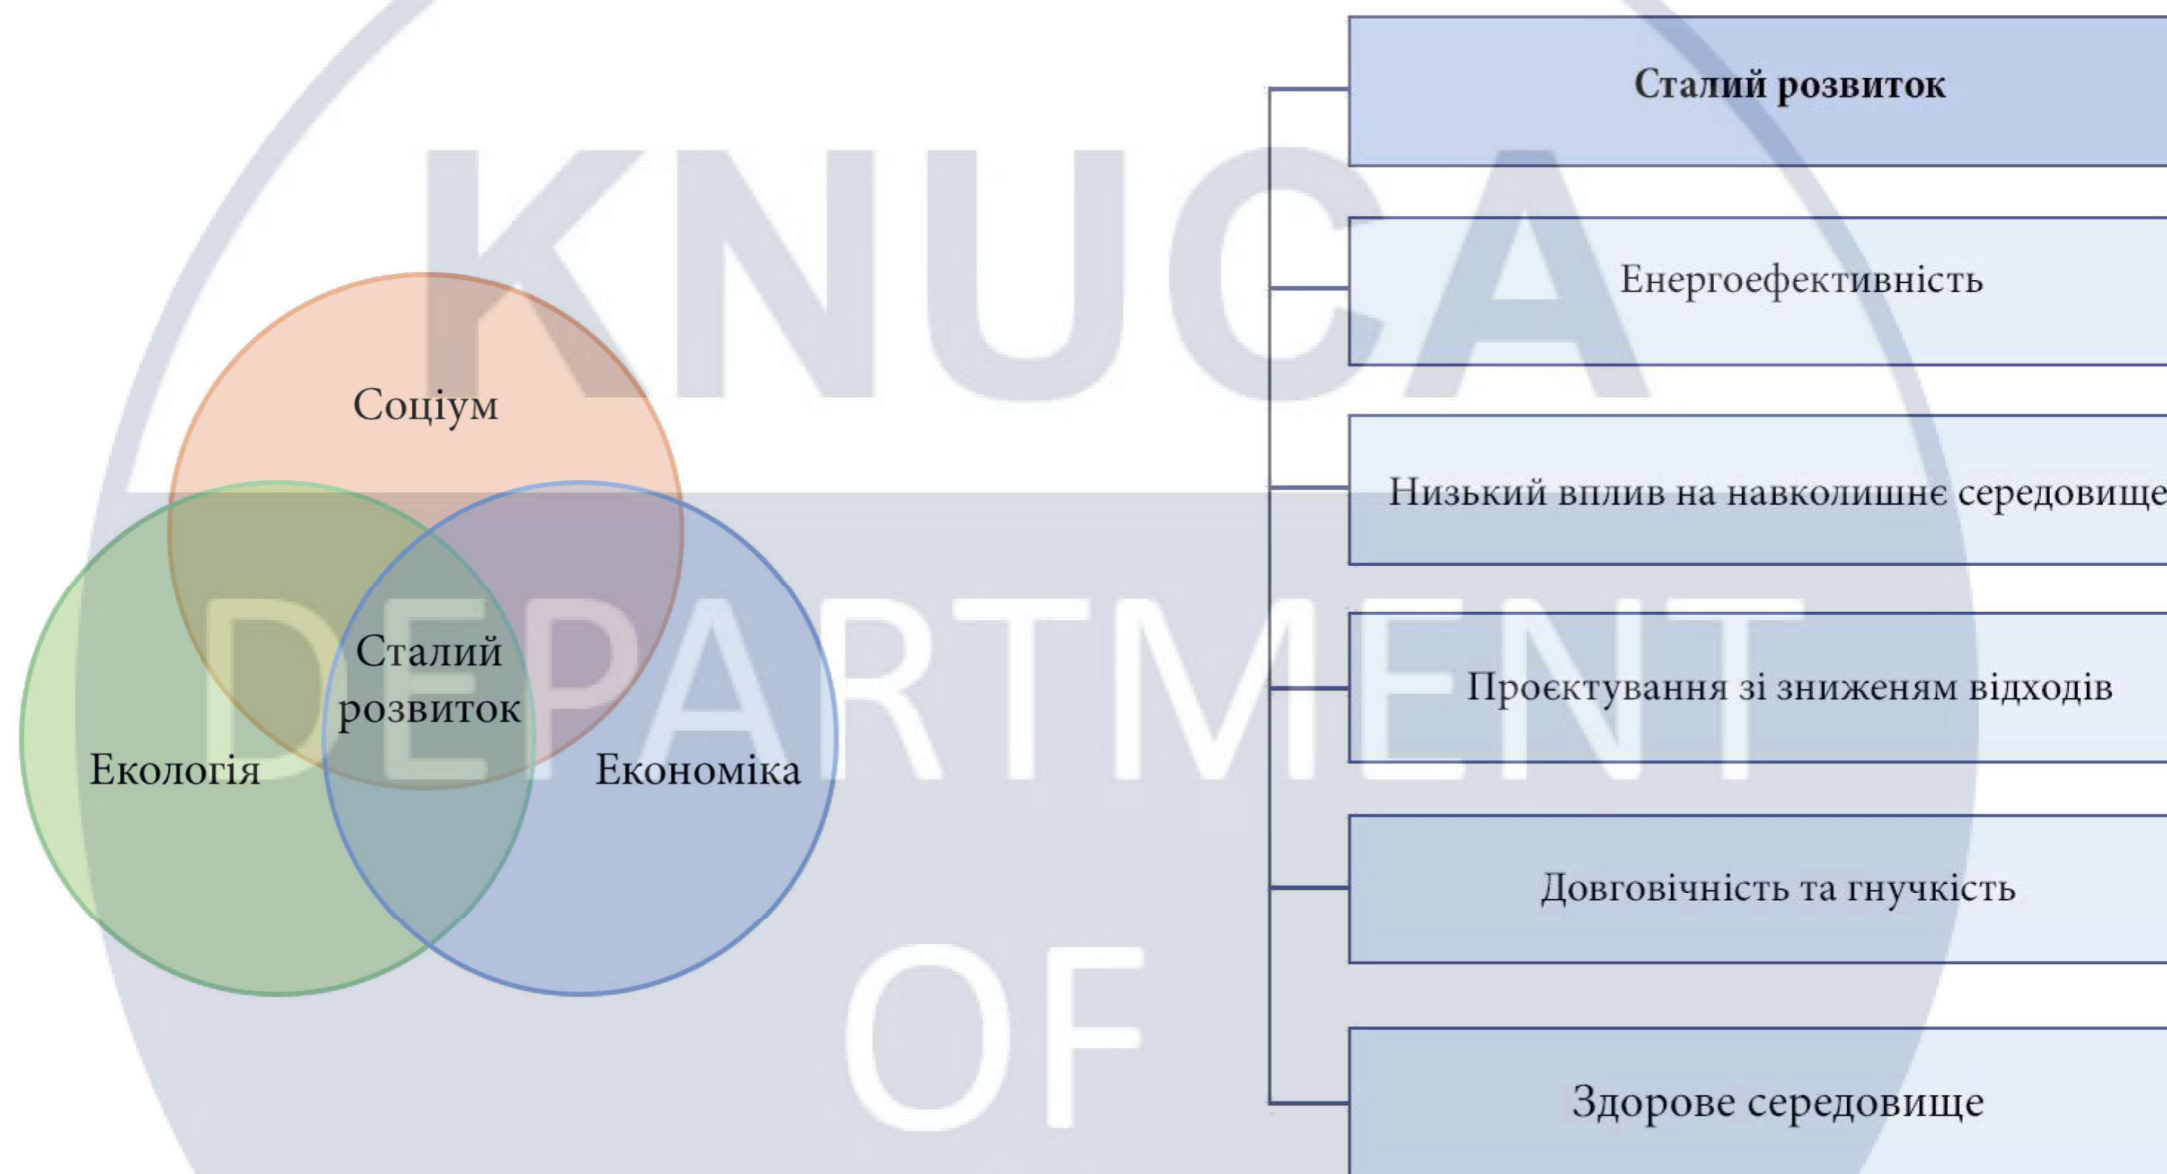 KNUCA
DEPARTMENT
OF
Соціум
Сталий
розвиток
Екологія
Економіка
Сталий розвиток
Енергоефективність
Низький вплив на навколишнє середовище
Проєктування зі зниженям відходів
Довговічність та гнучкість
Здорове середовище